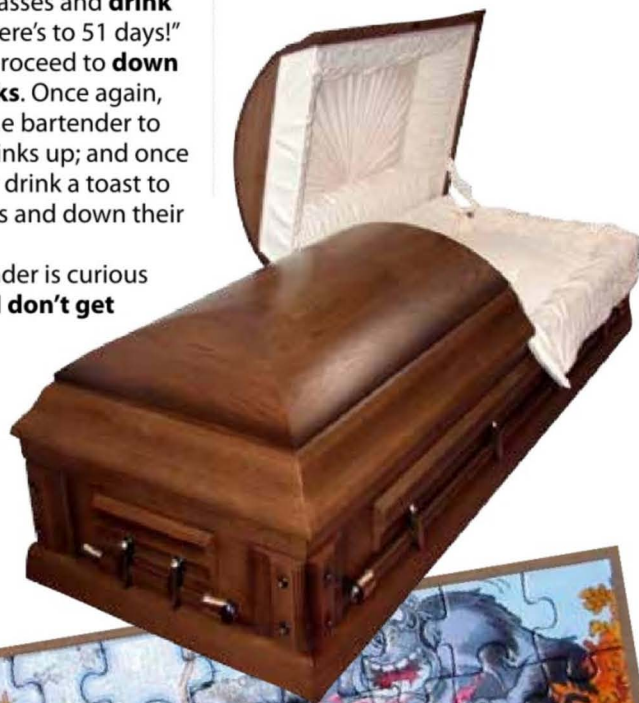 asses and drink
ere's to 51 days!"
roceed to down
ks. Once again,
e bartender to
inks up; and once
drink a toast to
s and down their
der is curious
I don't get